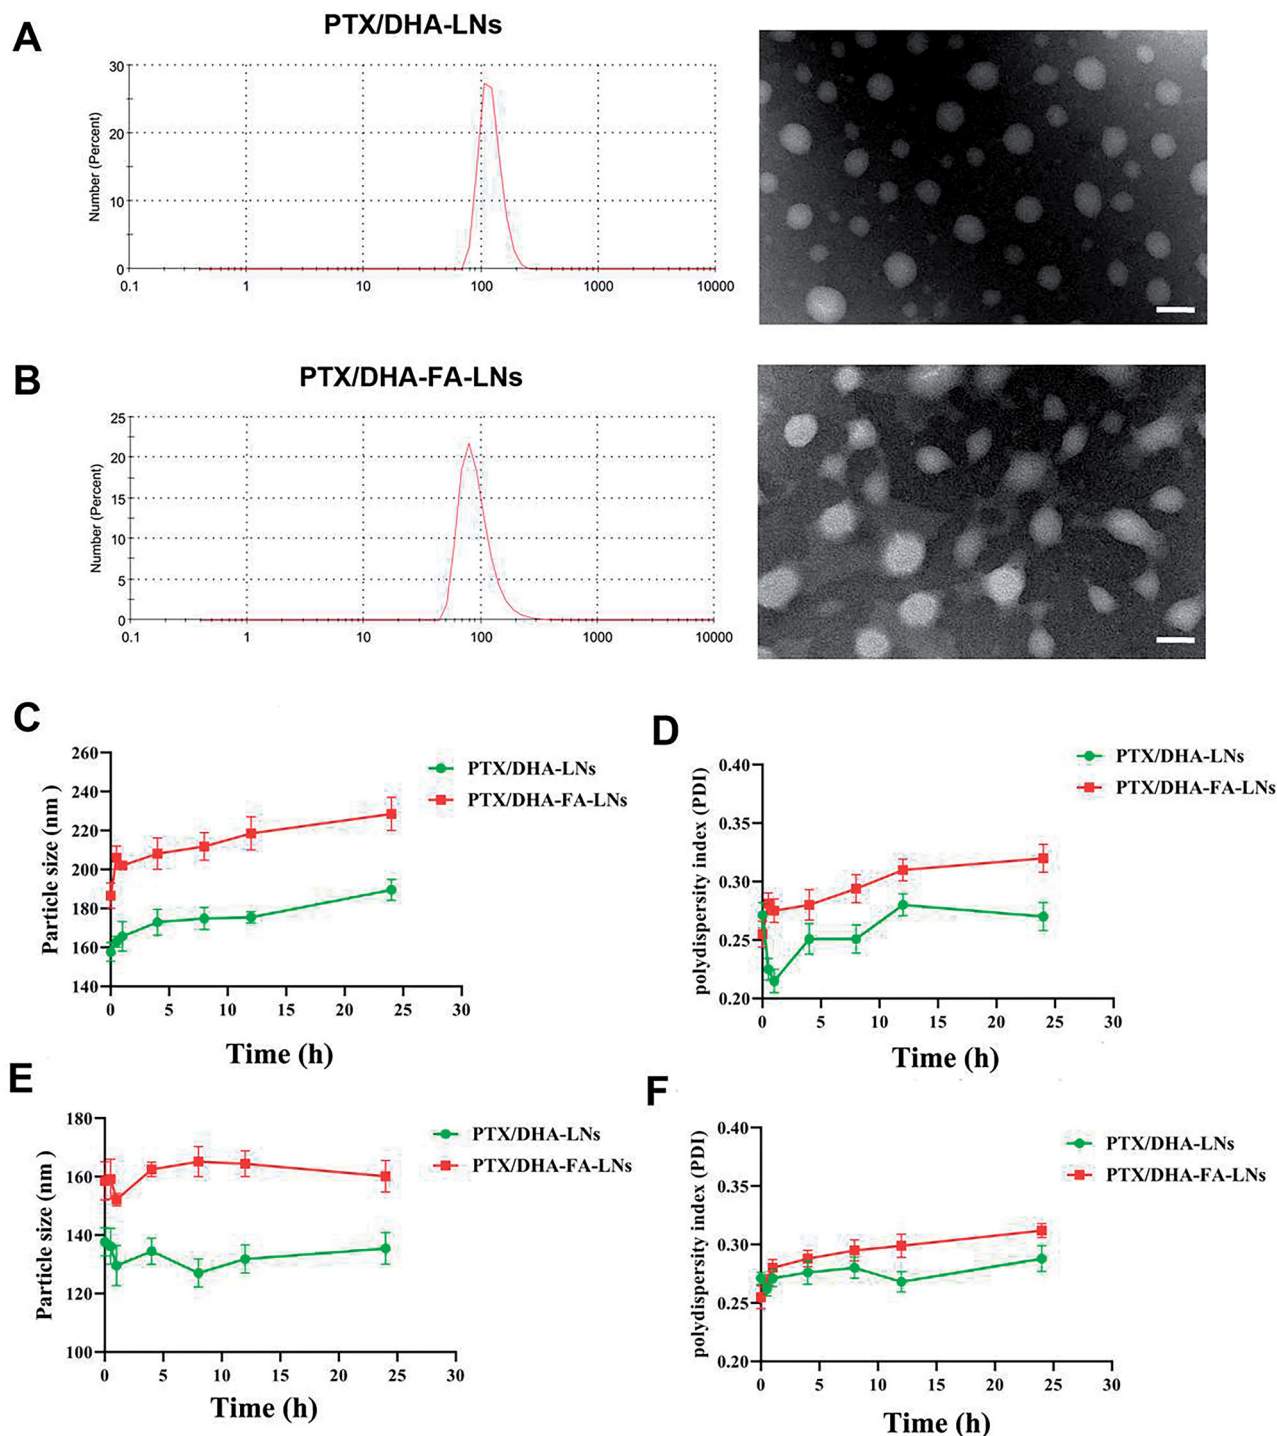 A
PTX/DHA-LNs
Number (Percent)
30
20
10
0
0.1 1 10 100 1000 10000
B
PTX/DHA-FA-LNs
Number (Percent)
25
20
15
10
5
0
0.1 1 10 100 1000 10000
C
Particle size (nm )
260
240
220
200
180
160
140
0 5 10 15 20 25 30
Time (h)
PTX/DHA-LNs
PTX/DHA-FA-LNs
D
polydispersity index (PDI)
0.40
0.35
0.30
0.25
0.20
0 5 10 15 20 25 30
Time (h)
PTX/DHA-LNs
PTX/DHA-FA-LNs
E
Particle size (nm )
180
160
140
120
100
0 5 10 15 20 25 30
Time (h)
PTX/DHA-LNs
PTX/DHA-FA-LNs
F
polydispersity index (PDI)
0.40
0.35
0.30
0.25
0.20
0 5 10 15 20 25 30
Time (h)
PTX/DHA-LNs
PTX/DHA-FA-LNs